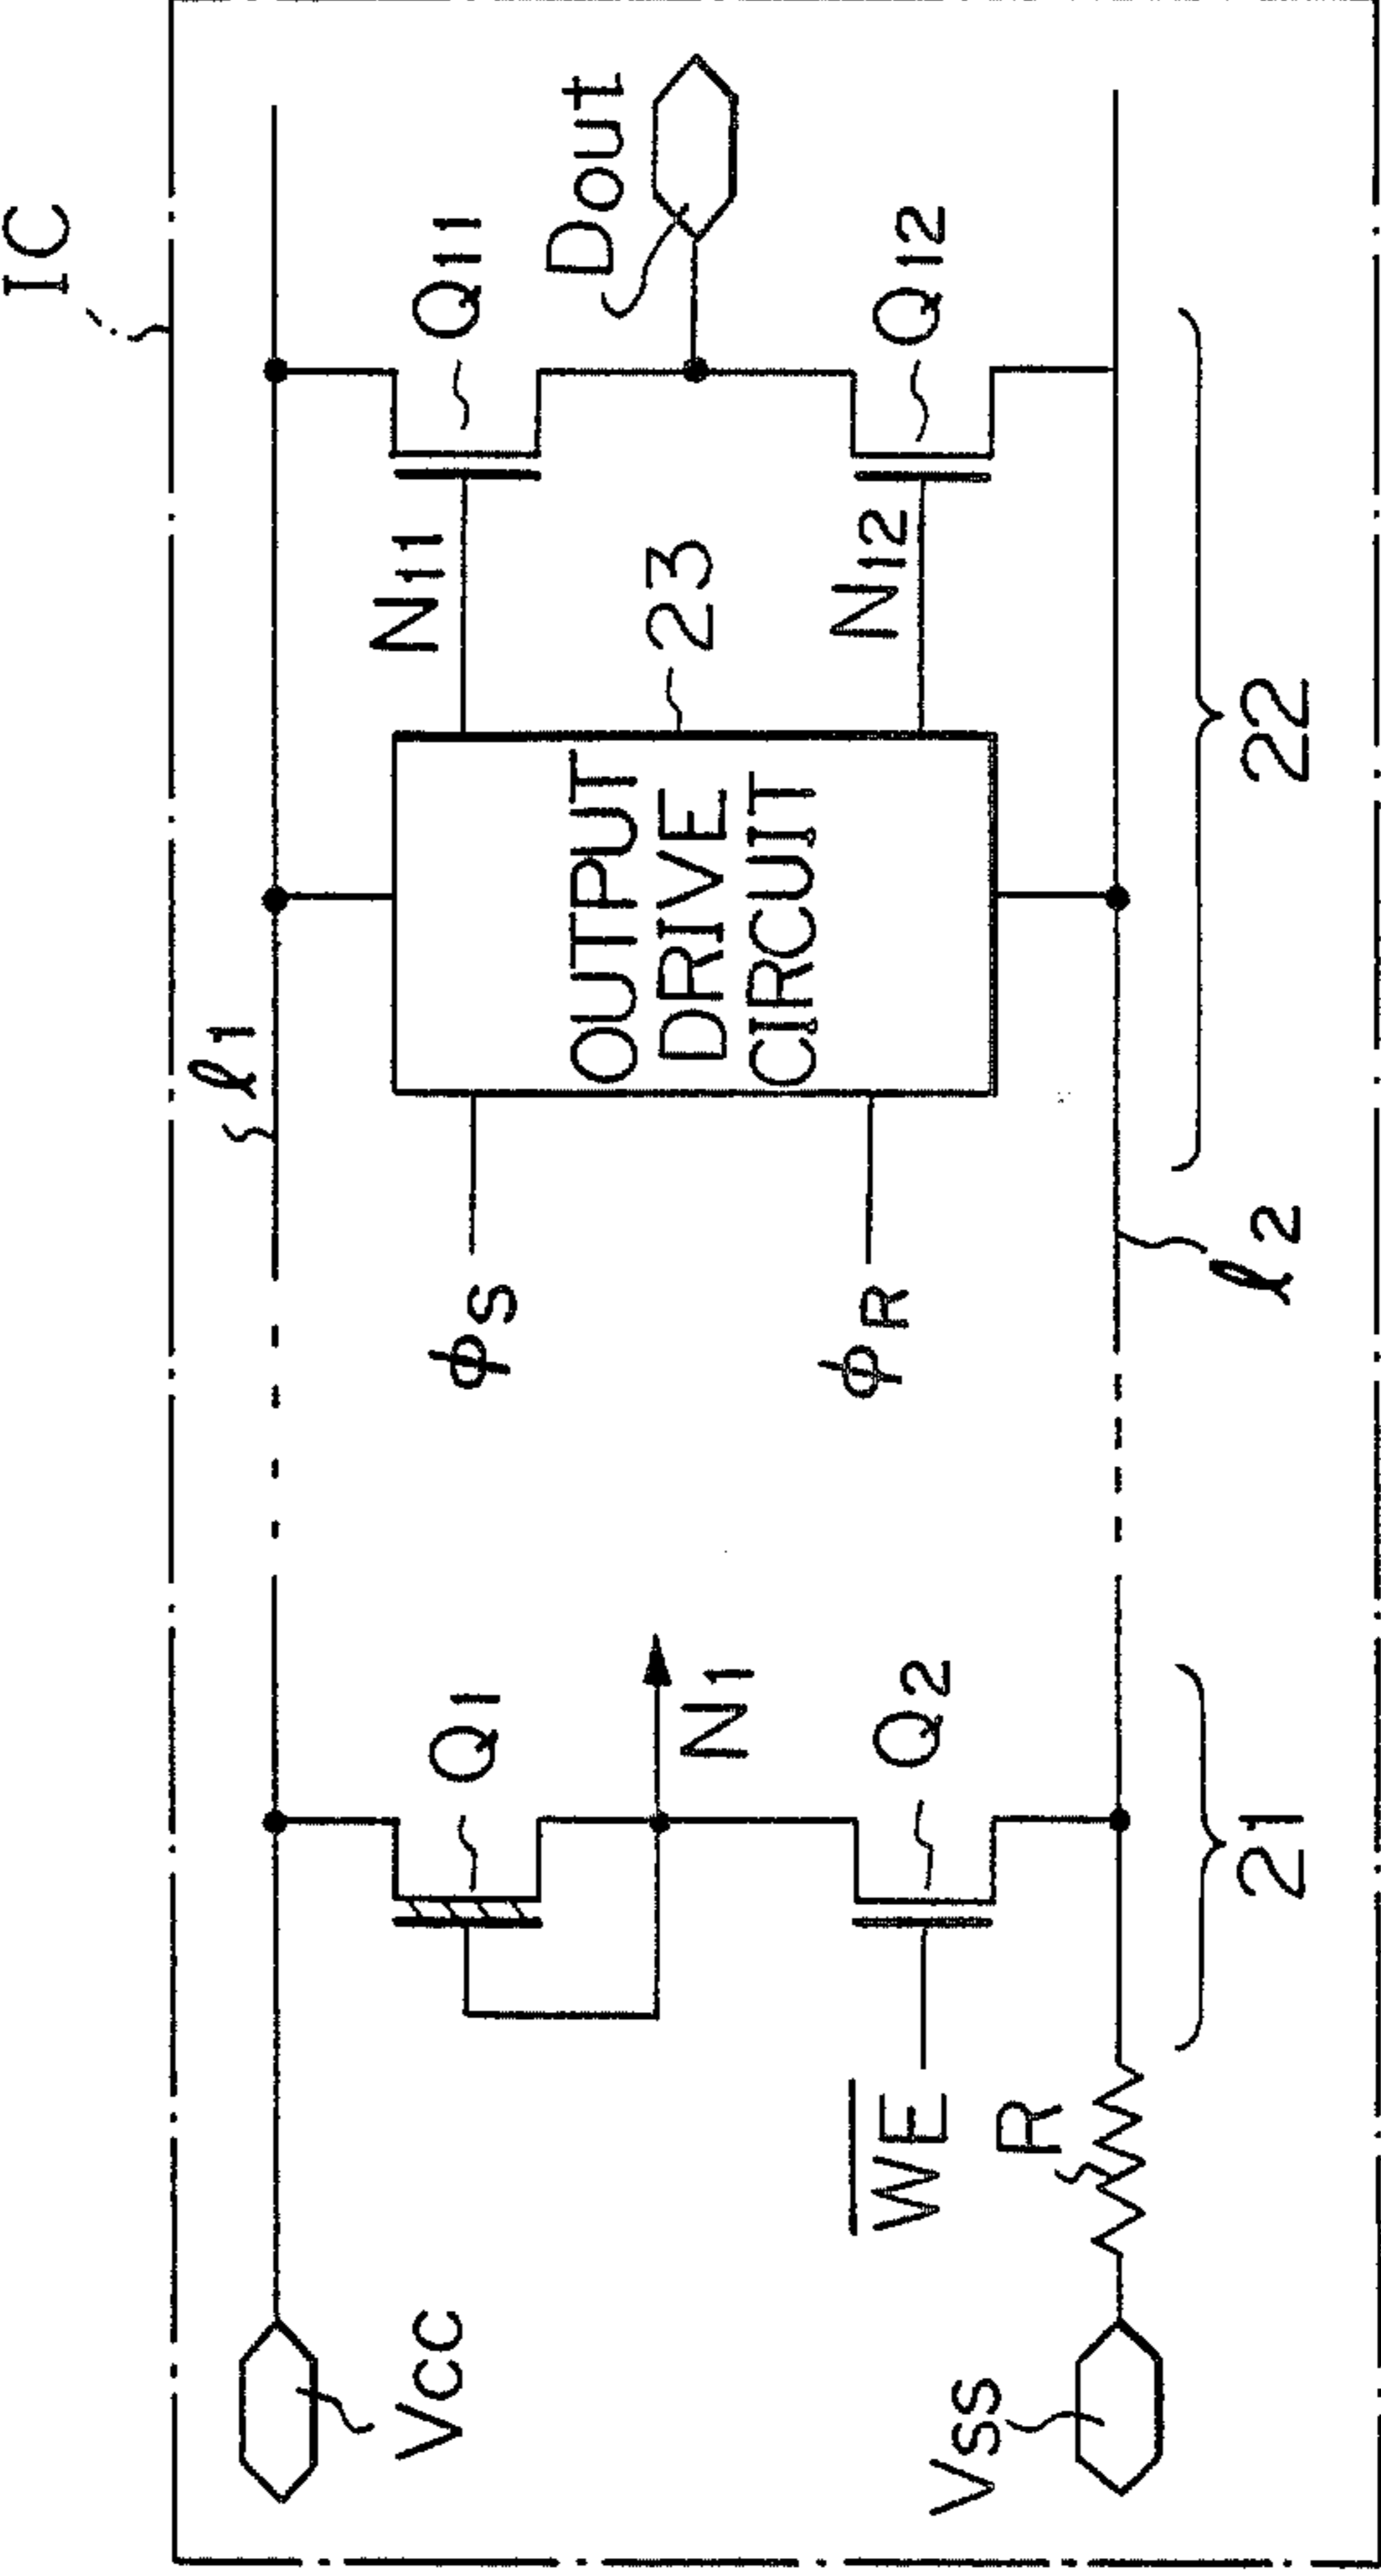 IC
ℓ1
VCC
Q1
Q11
N11
Dout
φS
OUTPUT
DRIVE
CIRCUIT
23
N1
W̅E̅
Q2
φR
N12
Q12
R
VSS
ℓ2
21
22